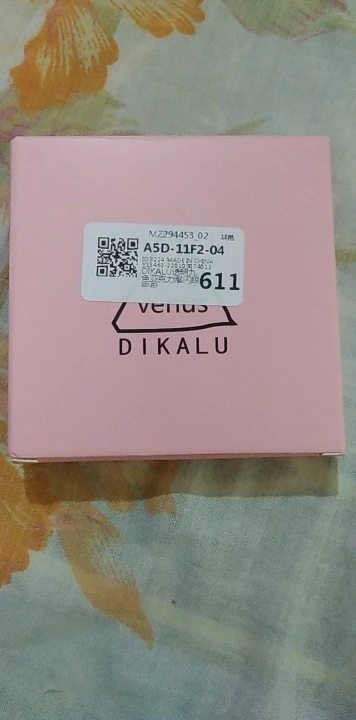 MZ294453_02
A5D-11F2-04
MADE IN CHINA
DIKALU
611
venus
DIKALU